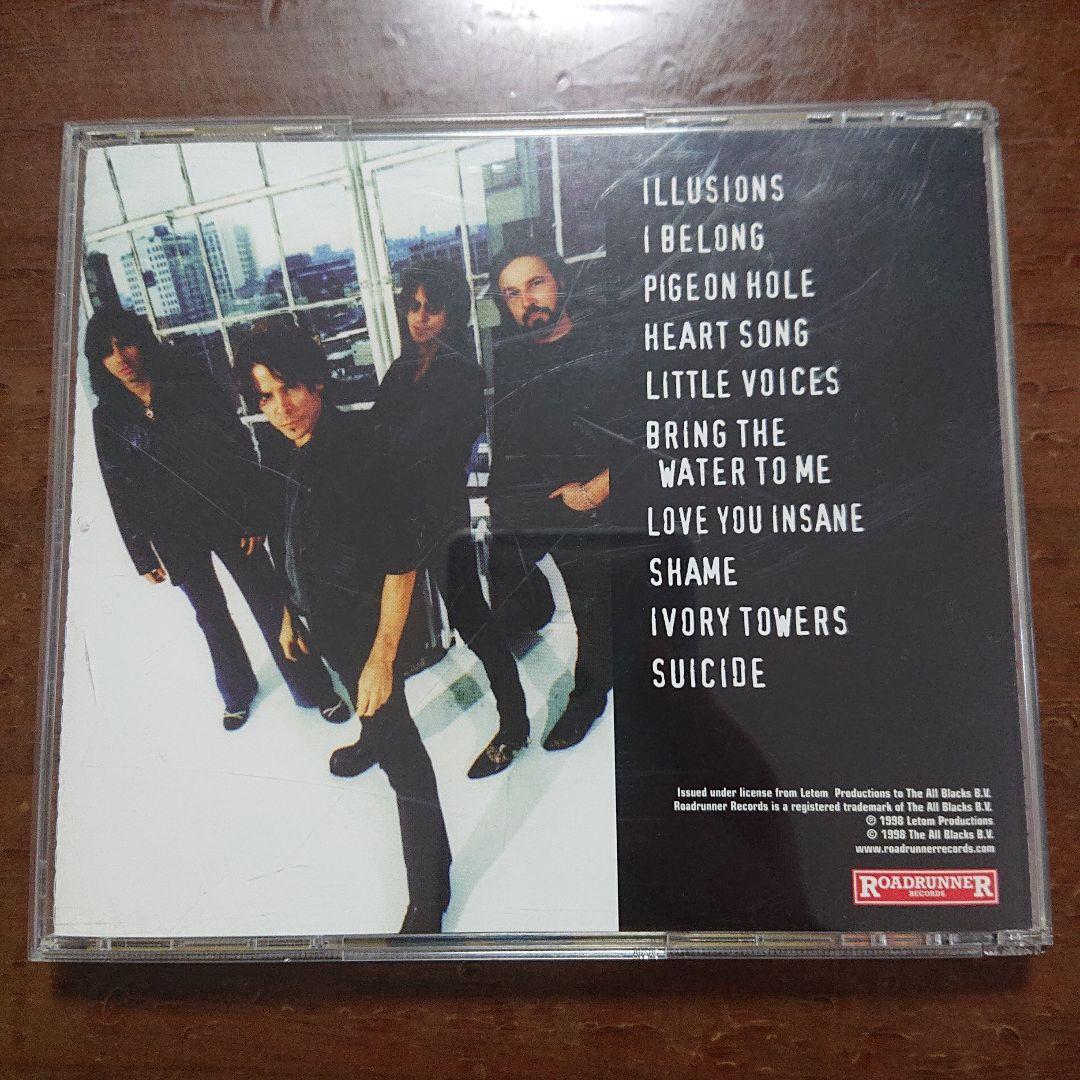 ILLUSIONS
I BELONG
PIGEON HOLE
HEART SONG
LITTLE VOICES
BRING THE
WATER TO ME
LOVE YOU INSANE
SHAME
IVORY TOWERS
SUICIDE
Issued under license from Letom Productions to The All Blacks B.V.
Roadrunner Records is a registered trademark of The All Blacks B.V.
℗ 1998 Letom Productions
© 1998 The All Blacks B.V.
www.roadrunnerrecords.com
ROADRUNNER
RECORDS